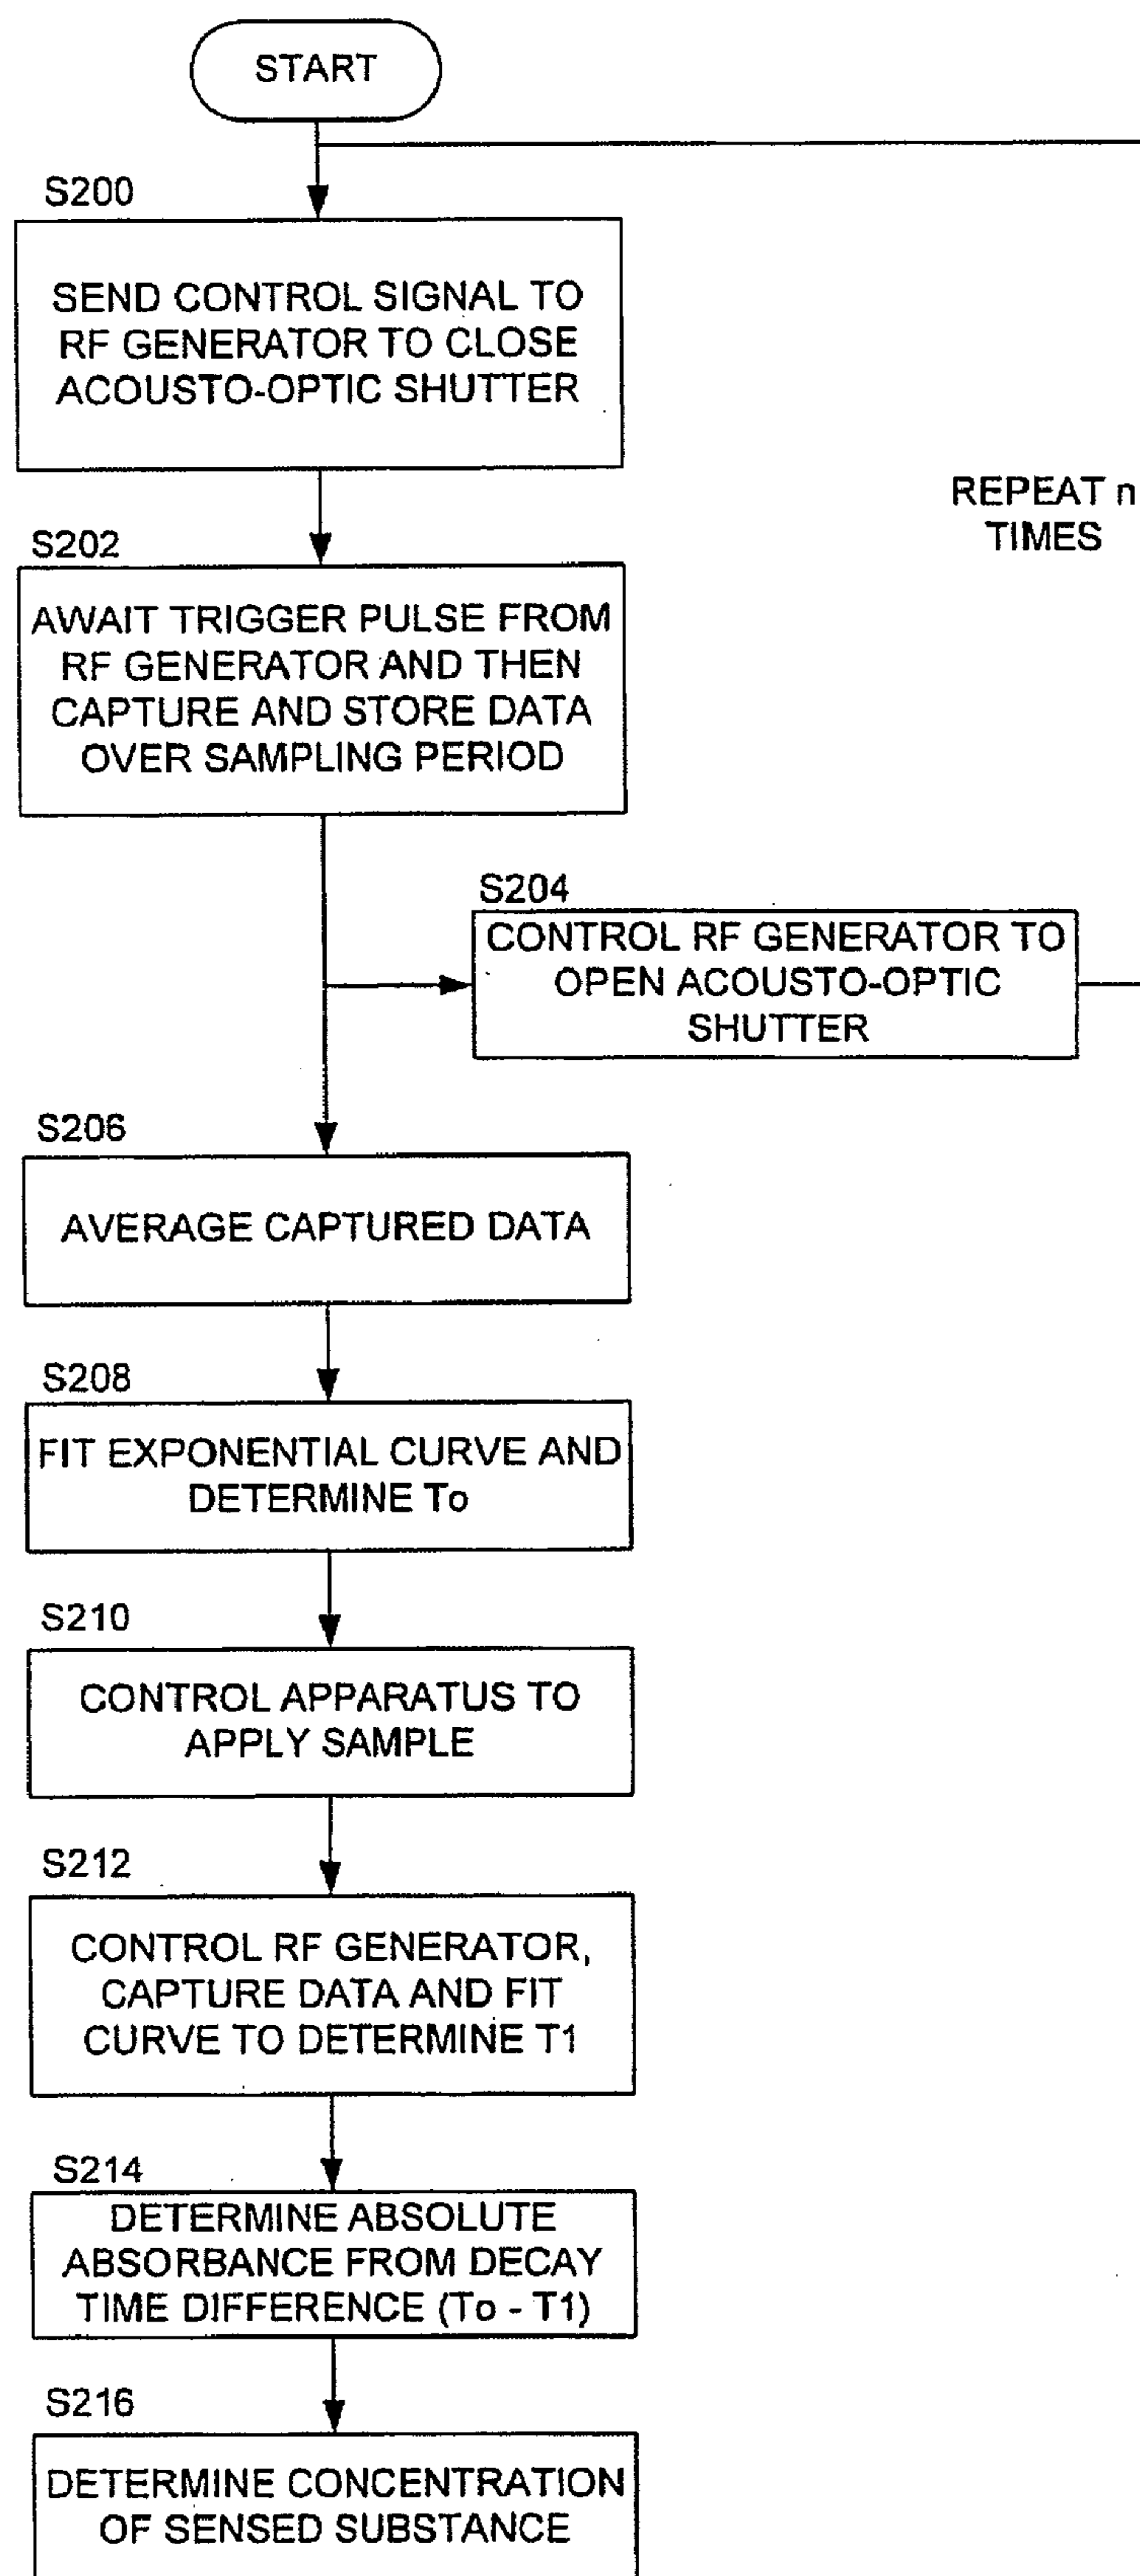 START
S200
SEND CONTROL SIGNAL TO
RF GENERATOR TO CLOSE
ACOUSTO-OPTIC SHUTTER
REPEAT n
TIMES
S202
AWAIT TRIGGER PULSE FROM
RF GENERATOR AND THEN
CAPTURE AND STORE DATA
OVER SAMPLING PERIOD
S204
CONTROL RF GENERATOR TO
OPEN ACOUSTO-OPTIC
SHUTTER
S206
AVERAGE CAPTURED DATA
S208
FIT EXPONENTIAL CURVE AND
DETERMINE To
S210
CONTROL APPARATUS TO
APPLY SAMPLE
S212
CONTROL RF GENERATOR,
CAPTURE DATA AND FIT
CURVE TO DETERMINE T1
S214
DETERMINE ABSOLUTE
ABSORBANCE FROM DECAY
TIME DIFFERENCE (To - T1)
S216
DETERMINE CONCENTRATION
OF SENSED SUBSTANCE